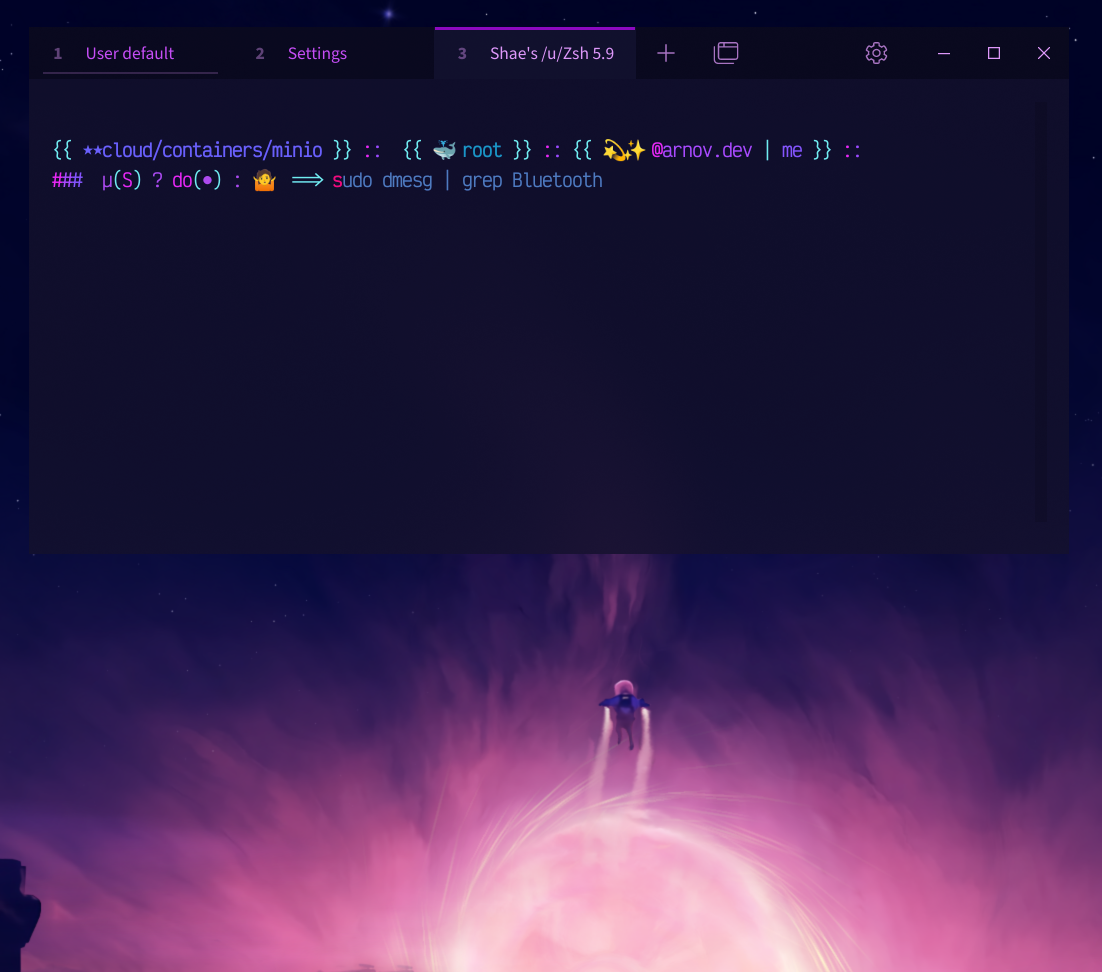 1 User default 2 Settings 3 Shae's /u/Zsh 5.9
{{ ★★cloud/containers/minio }} :: {{ 🐳 root }} :: {{ 💫✨ @arnov.dev | me }} ::
### μ(S) ? do(●) : 🤷 ⟹ sudo dmesg | grep Bluetooth